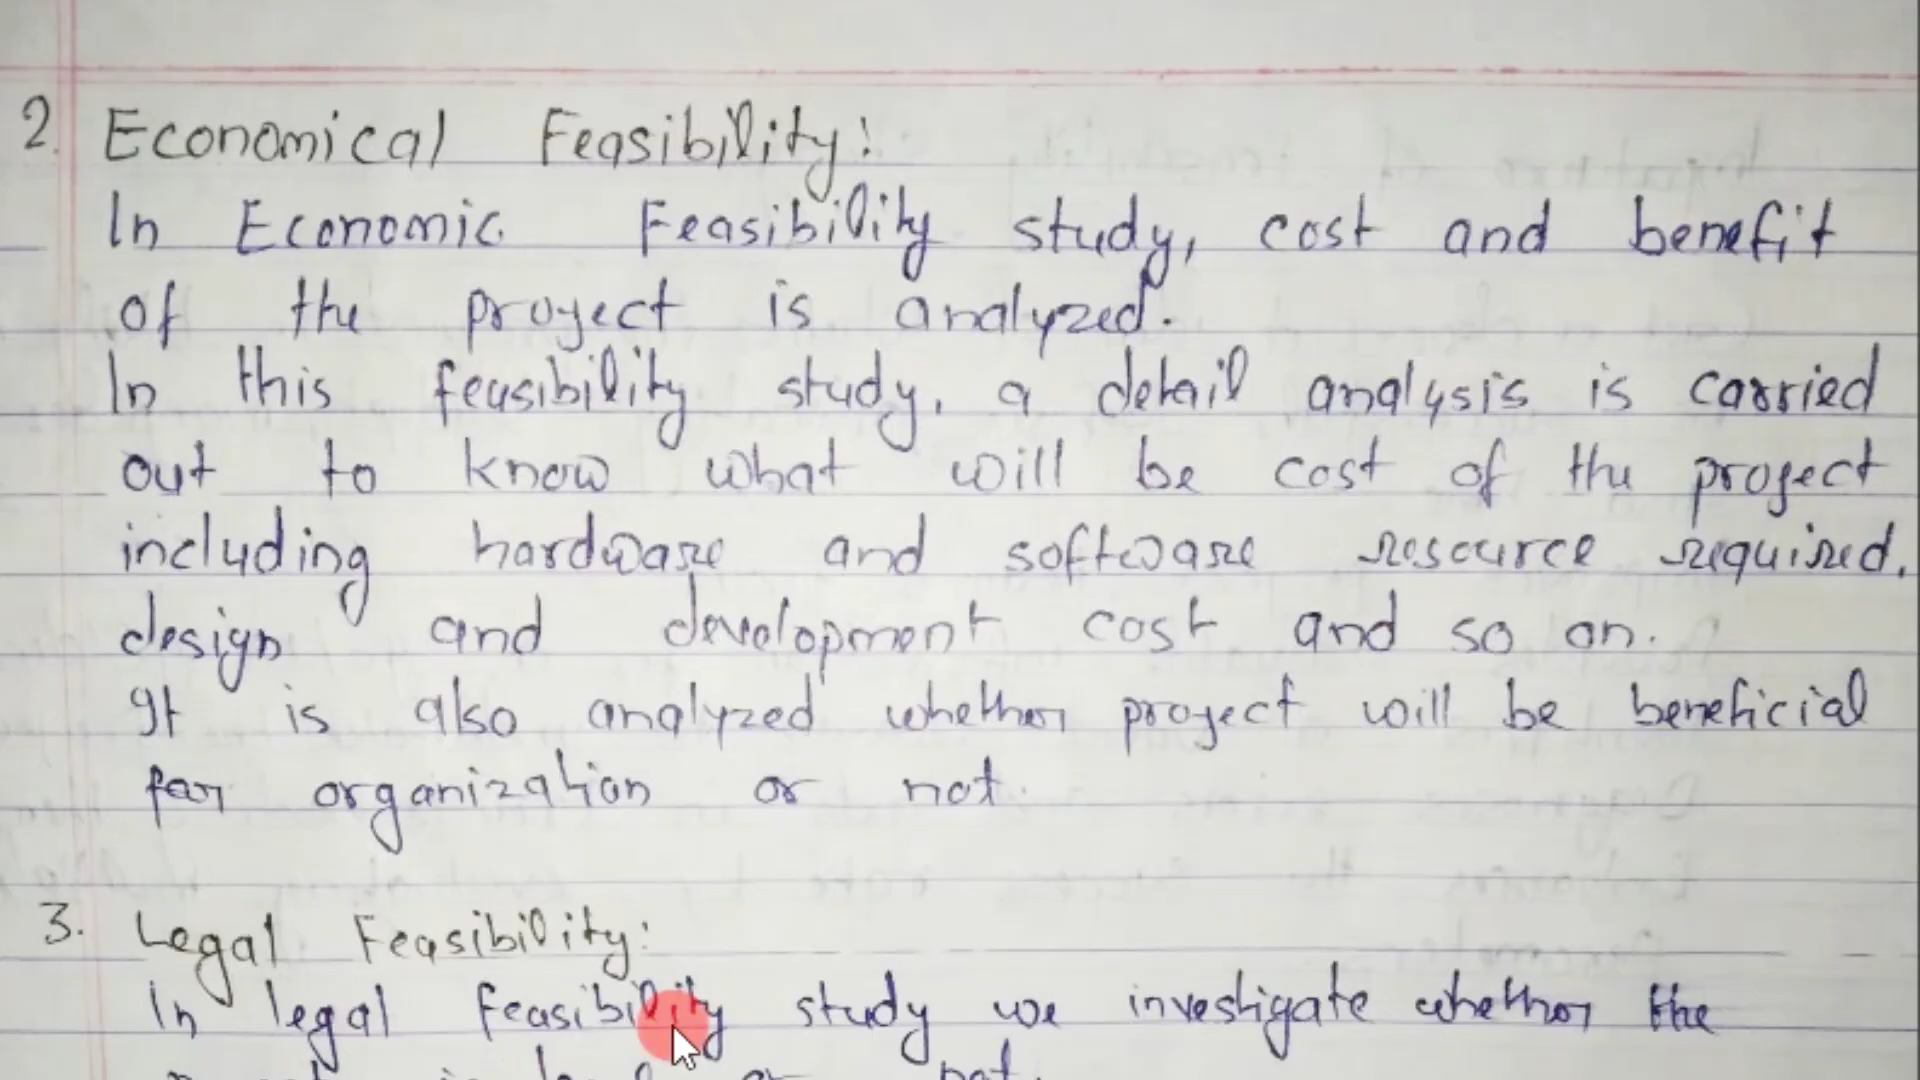 2. Economical Feasibility:
In Economic Feasibility study, cost and benefit
of the project is analyzed.
In this feasibility study, a detail analysis is carried
out to know what will be cost of the project
including hardware and software resource required,
design and development cost and so on.
It is also analyzed whether project will be beneficial
for organization or not.
3. Legal Feasibility:
In legal feasibility study we investigate whether the
not.